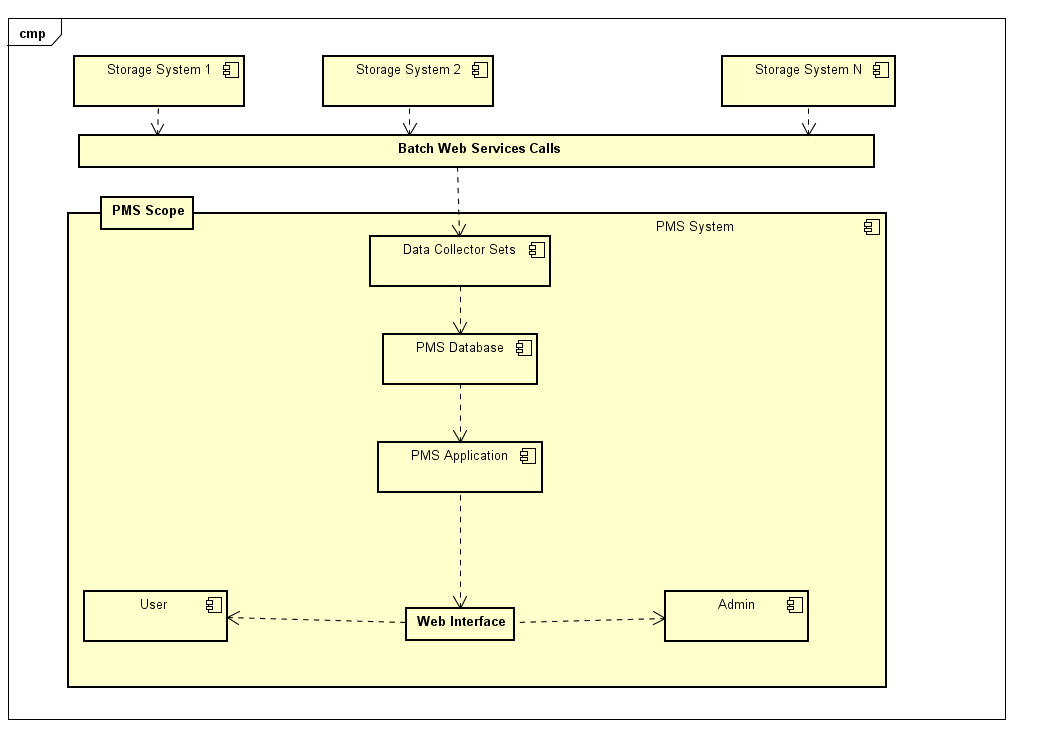 cmp
Storage System 1
Storage System 2
Storage System N
Batch Web Services Calls
PMS Scope
PMS System
Data Collector Sets
PMS Database
PMS Application
User
Web Interface
Admin